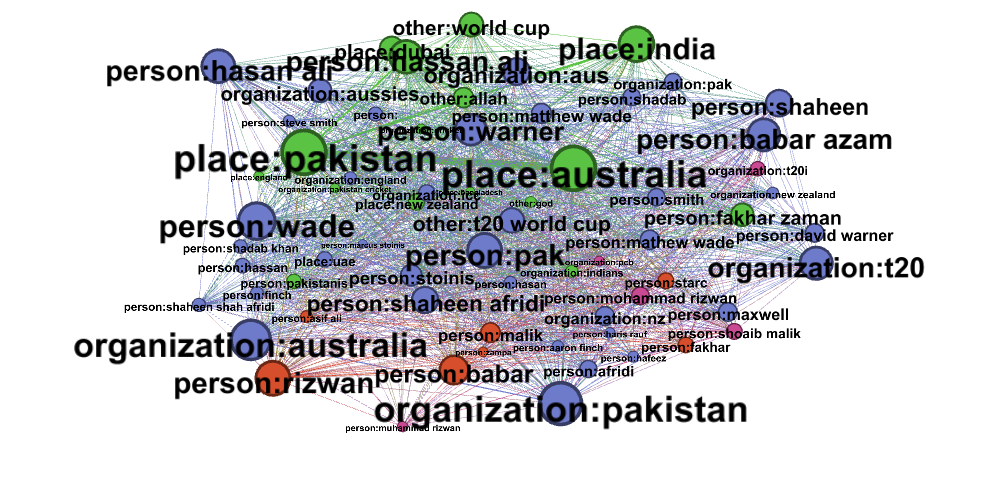 other:world cup
place:dubai
place:india
person:hassan ali
person:hasan ali
organization:aus
organization:pak
organization:aussies
other:allah
person:shadab
person:shaheen
person:
person:matthew wade
person:steve smith
person:warner
person:babar azam
place:pakistan
place:australia
organization:t20i
place:england
organization:england
organization:pakistan cricket
organization:icc
place:bangladesh
organization:new zealand
place:new zealand
other:god
person:smith
person:wade
other:t20 world cup
person:fakhar zaman
person:david warner
person:mathew wade
person:shadab khan
person:marcus stoinis
person:pak
place:uae
organization:pcb
person:hassan
organization:indians
organization:t20
person:pakistanis
person:stoinis
person:hasan
person:starc
person:finch
person:mohammad rizwan
person:shaheen shah afridi
person:shaheen afridi
person:asif ali
organization:nz
person:maxwell
person:malik
person:haris rauf
person:shoaib malik
organization:australia
person:zampa
person:aaron finch
person:fakhar
person:hafeez
person:rizwan
person:babar
person:afridi
organization:pakistan
person:muhammad rizwan